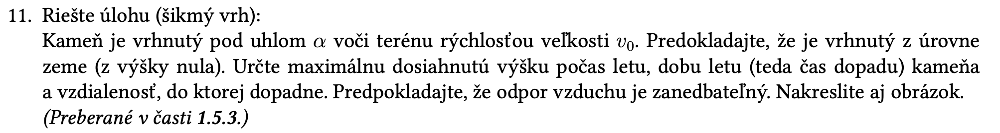 11. Riešte úlohu (šikmý vrh):
Kameň je vrhnutý pod uhlom α voči terénu rýchlosťou veľkosti v₀. Predokladajte, že je vrhnutý z úrovne
zeme (z výšky nula). Určte maximálnu dosiahnutú výšku počas letu, dobu letu (teda čas dopadu) kameňa
a vzdialenosť, do ktorej dopadne. Predpokladajte, že odpor vzduchu je zanedbateľný. Nakreslite aj obrázok.
(Preberané v časti 1.5.3.)